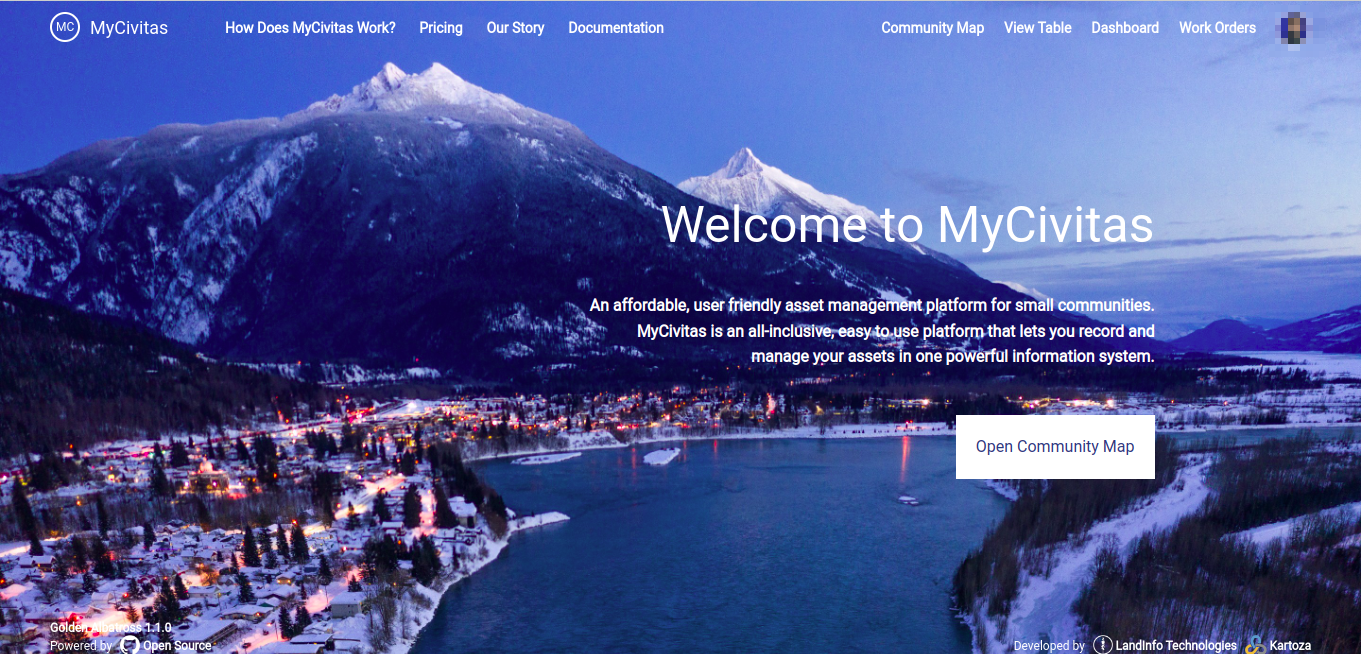 MC MyCivitas How Does MyCivitas Work? Pricing Our Story Documentation Community Map View Table Dashboard Work Orders
Welcome to MyCivitas
An affordable, user friendly asset management platform for small communities.
MyCivitas is an all-inclusive, easy to use platform that lets you record and
manage your assets in one powerful information system.
Open Community Map
Golden Albatross 1.1.0
Powered by Open Source Developed by LandInfo Technologies Kartoza